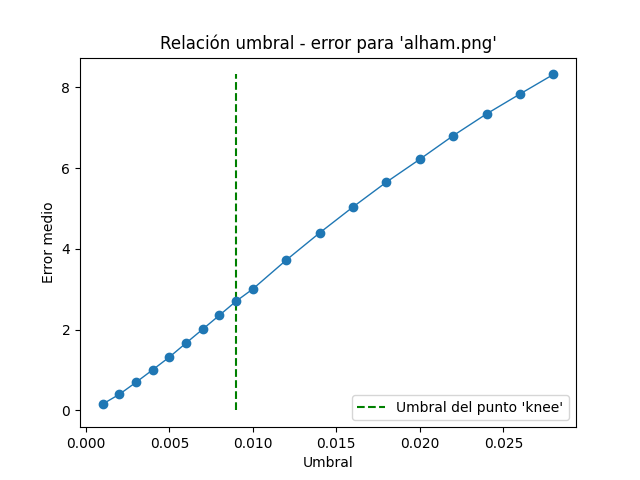 Relación umbral - error para 'alham.png'
Error medio
8
6
4
2
0
0.000 0.005 0.010 0.015 0.020 0.025
Umbral
Umbral del punto 'knee'